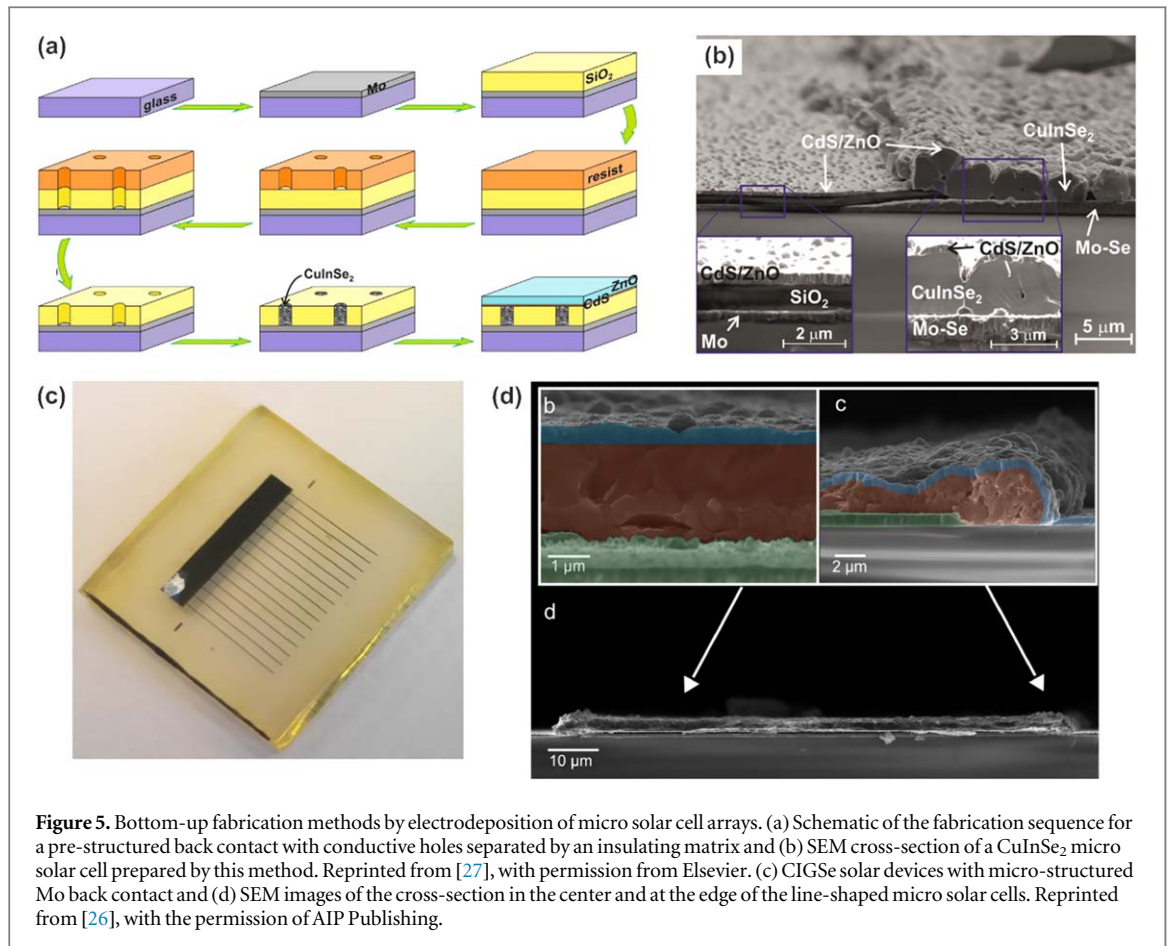 (a)
glass
Mo
SiO₂
resist
CuInSe₂
ZnO
CdS
(b)
CdS/ZnO
CuInSe₂
Mo-Se
CdS/ZnO
SiO₂
Mo
2 µm
CdS/ZnO
CuInSe₂
Mo-Se
3 µm
5 µm
(c)
(d)
b
1 µm
c
2 µm
d
10 µm
Figure 5. Bottom-up fabrication methods by electrodeposition of micro solar cell arrays. (a) Schematic of the fabrication sequence for
a pre-structured back contact with conductive holes separated by an insulating matrix and (b) SEM cross-section of a CuInSe₂ micro
solar cell prepared by this method. Reprinted from [27], with permission from Elsevier. (c) CIGSe solar devices with micro-structured
Mo back contact and (d) SEM images of the cross-section in the center and at the edge of the line-shaped micro solar cells. Reprinted
from [26], with the permission of AIP Publishing.